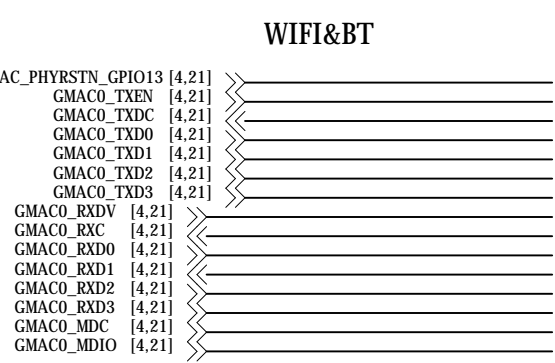 WIFI&BT
AC_PHYRSTN_GPIO13 [4,21]
GMAC0_TXEN [4,21]
GMAC0_TXDC [4,21]
GMAC0_TXD0 [4,21]
GMAC0_TXD1 [4,21]
GMAC0_TXD2 [4,21]
GMAC0_TXD3 [4,21]
GMAC0_RXDV [4,21]
GMAC0_RXC [4,21]
GMAC0_RXD0 [4,21]
GMAC0_RXD1 [4,21]
GMAC0_RXD2 [4,21]
GMAC0_RXD3 [4,21]
GMAC0_MDC [4,21]
GMAC0_MDIO [4,21]